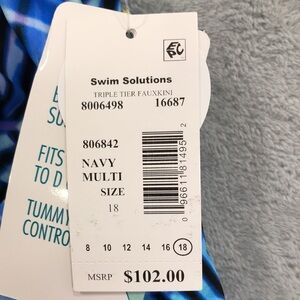 Swim Solutions
TRIPLE TIER FAUXKINI
8006498 16687
806842
NAVY
MULTI
SIZE
18
0 96611 81495 2
8 10 12 14 16 18
MSRP $102.00
FITS
TO D
TUMMY
CONTRO